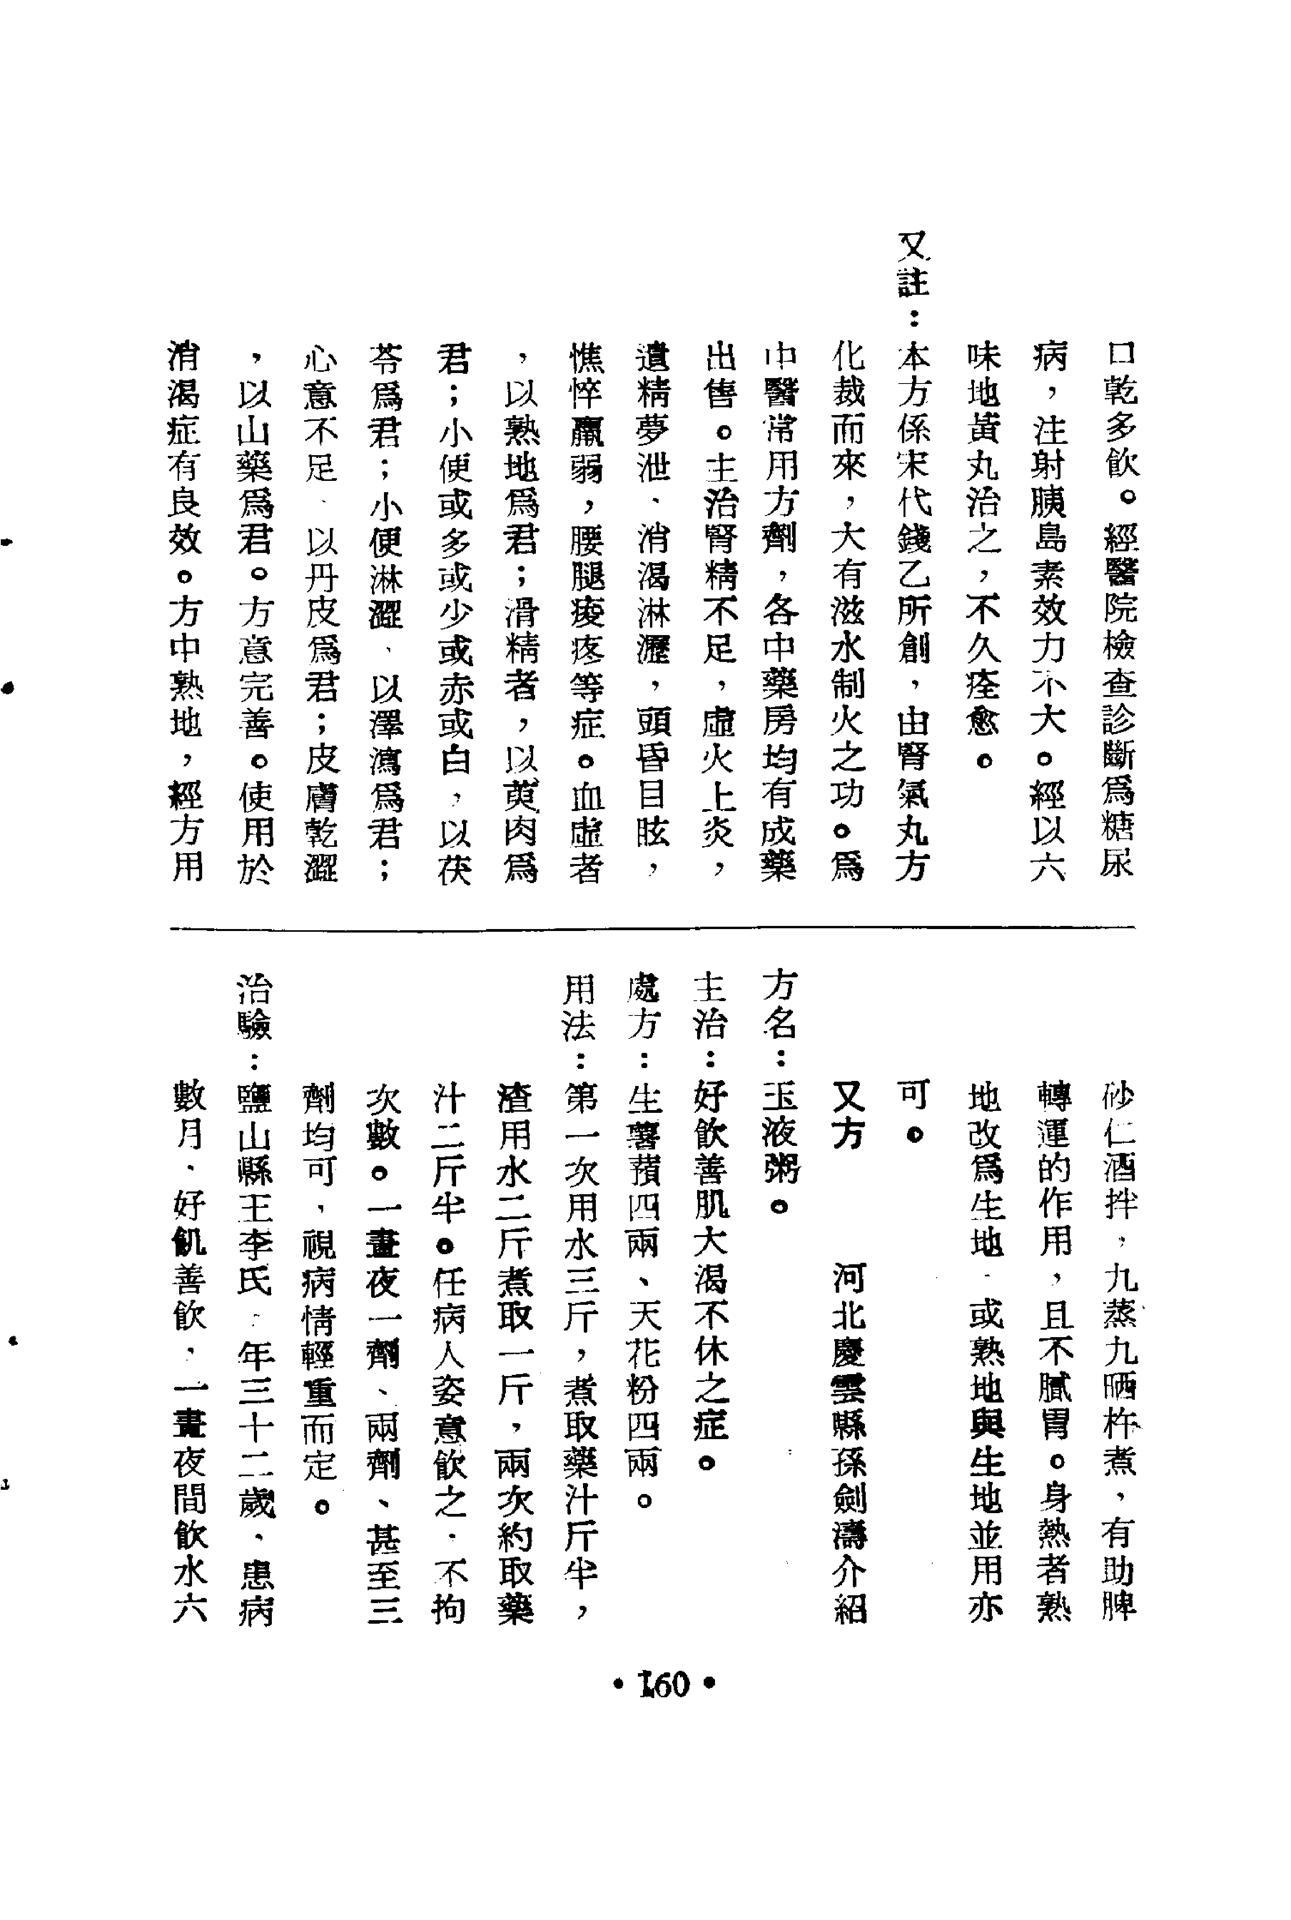 口乾多飲。經醫院檢查診斷爲糖尿
病，注射胰島素效力不大。經以六
味地黃丸治之，不久痊愈。
又註：本方係宋代錢乙所創，由腎氣丸方
化裁而來，大有滋水制火之功。爲
中醫常用方劑，各中藥房均有成藥
出售。主治腎精不足，虛火上炎，
遺精夢泄、消渴淋瀝，頭昏目眩，
憔悴羸弱，腰腿痠疼等症。血虛者
，以熟地爲君；滑精者，以萸肉爲
君；小便或多或少或赤或白，以茯
苓爲君；小便淋澀、以澤瀉爲君；
心意不足、以丹皮爲君；皮膚乾澀
，以山藥爲君。方意完善。使用於
消渴症有良效。方中熟地，經方用
砂仁酒拌，九蒸九晒杵煮，有助脾
轉運的作用，且不膩胃。身熱者熟
地改爲生地、或熟地與生地並用亦
可。
又方　　　河北慶雲縣孫劍濤介紹
方名：玉液粥。
主治：好飲善肌大渴不休之症。
處方：生薯蕷四兩、天花粉四兩。
用法：第一次用水三斤，煮取藥汁斤半，
渣用水二斤煮取一斤，兩次約取藥
汁二斤半。任病人姿意飲之，不拘
次數。一晝夜一劑、兩劑、甚至三
劑均可，視病情輕重而定。
治驗：鹽山縣王李氏，年三十二歲、患病
數月、好飢善飲，一晝夜間飲水六
•160•